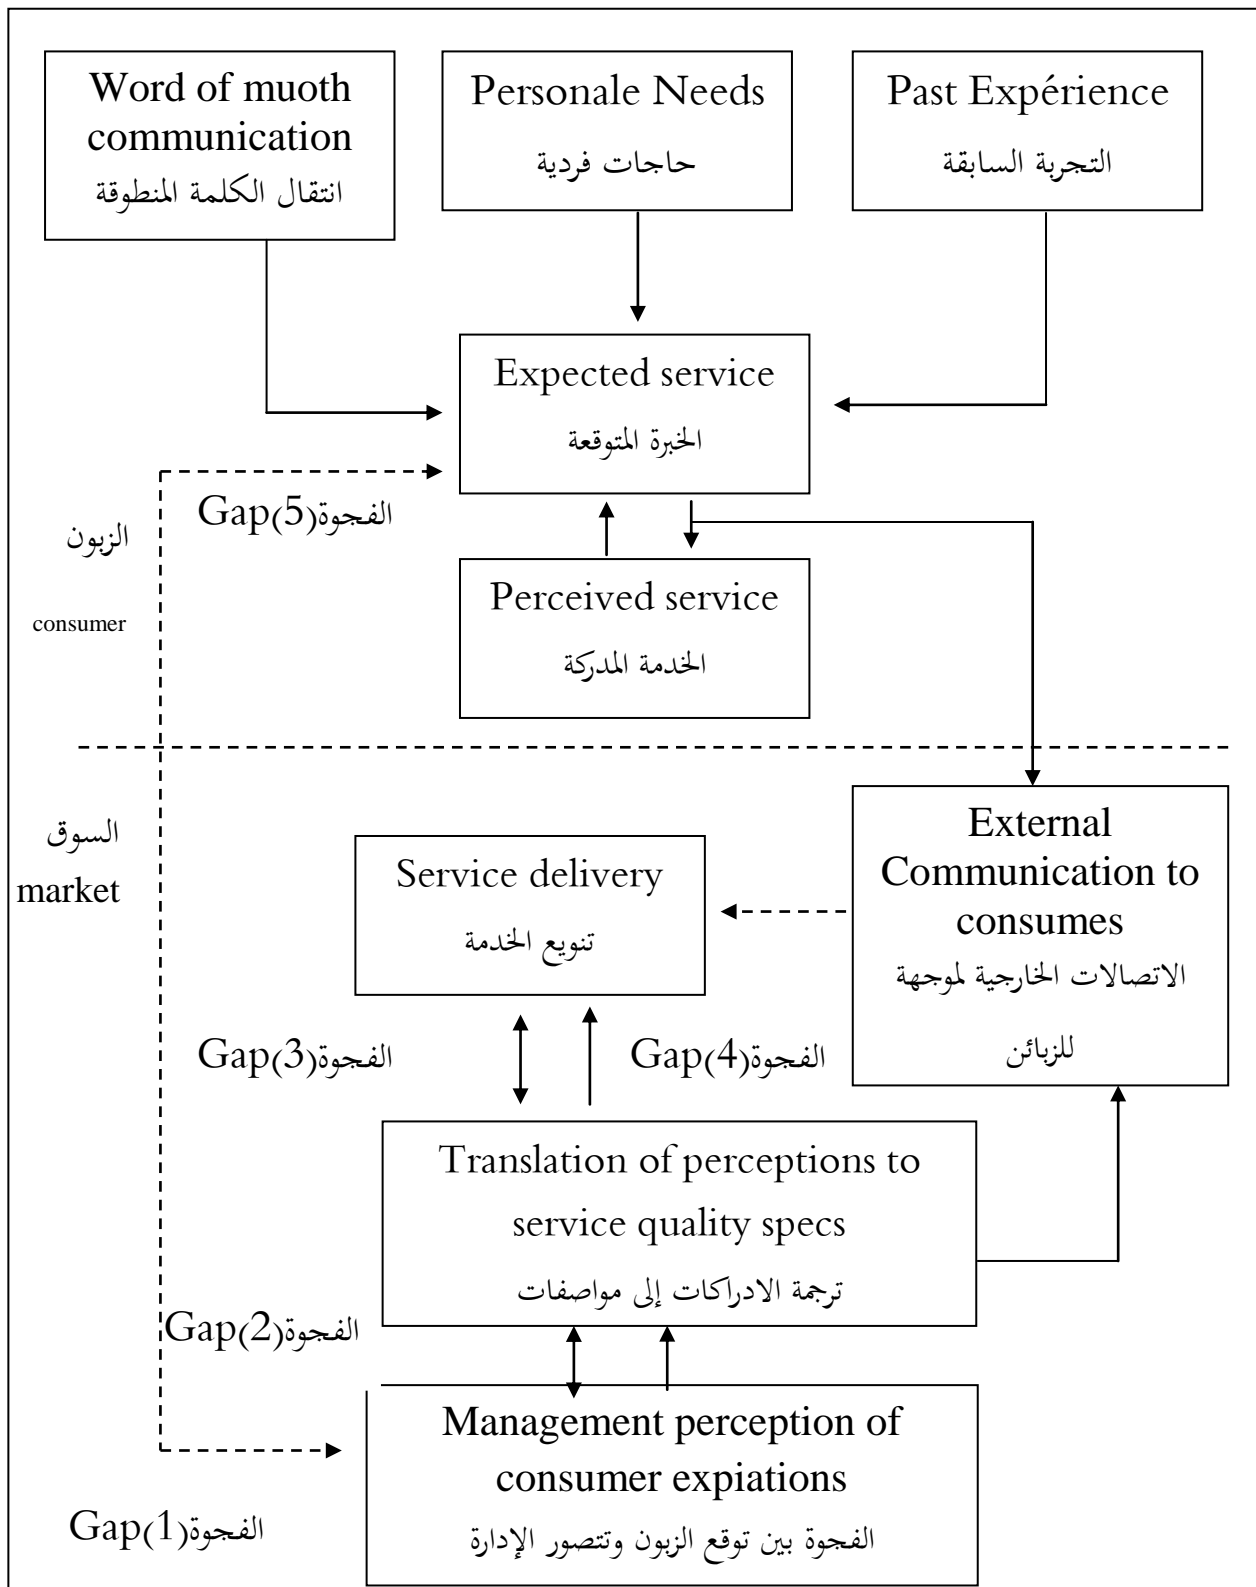 Word of muoth
communication
انتقال الكلمة المنطوقة
Personale Needs
حاجات فردية
Past Expérience
التجربة السابقة
Expected service
الخبرة المتوقعة
الفجوة Gap(5)
الزبون
consumer
Perceived service
الخدمة المدركة
السوق
market
Service delivery
تنويع الخدمة
External
Communication to
consumes
الاتصالات الخارجية لموجهة
للزبائن
الفجوة Gap(3)
الفجوة Gap(4)
Translation of perceptions to
service quality specs
ترجمة الادراكات إلى مواصفات
الفجوة Gap(2)
Management perception of
consumer expiations
الفجوة بين توقع الزبون وتتصور الإدارة
الفجوة Gap(1)